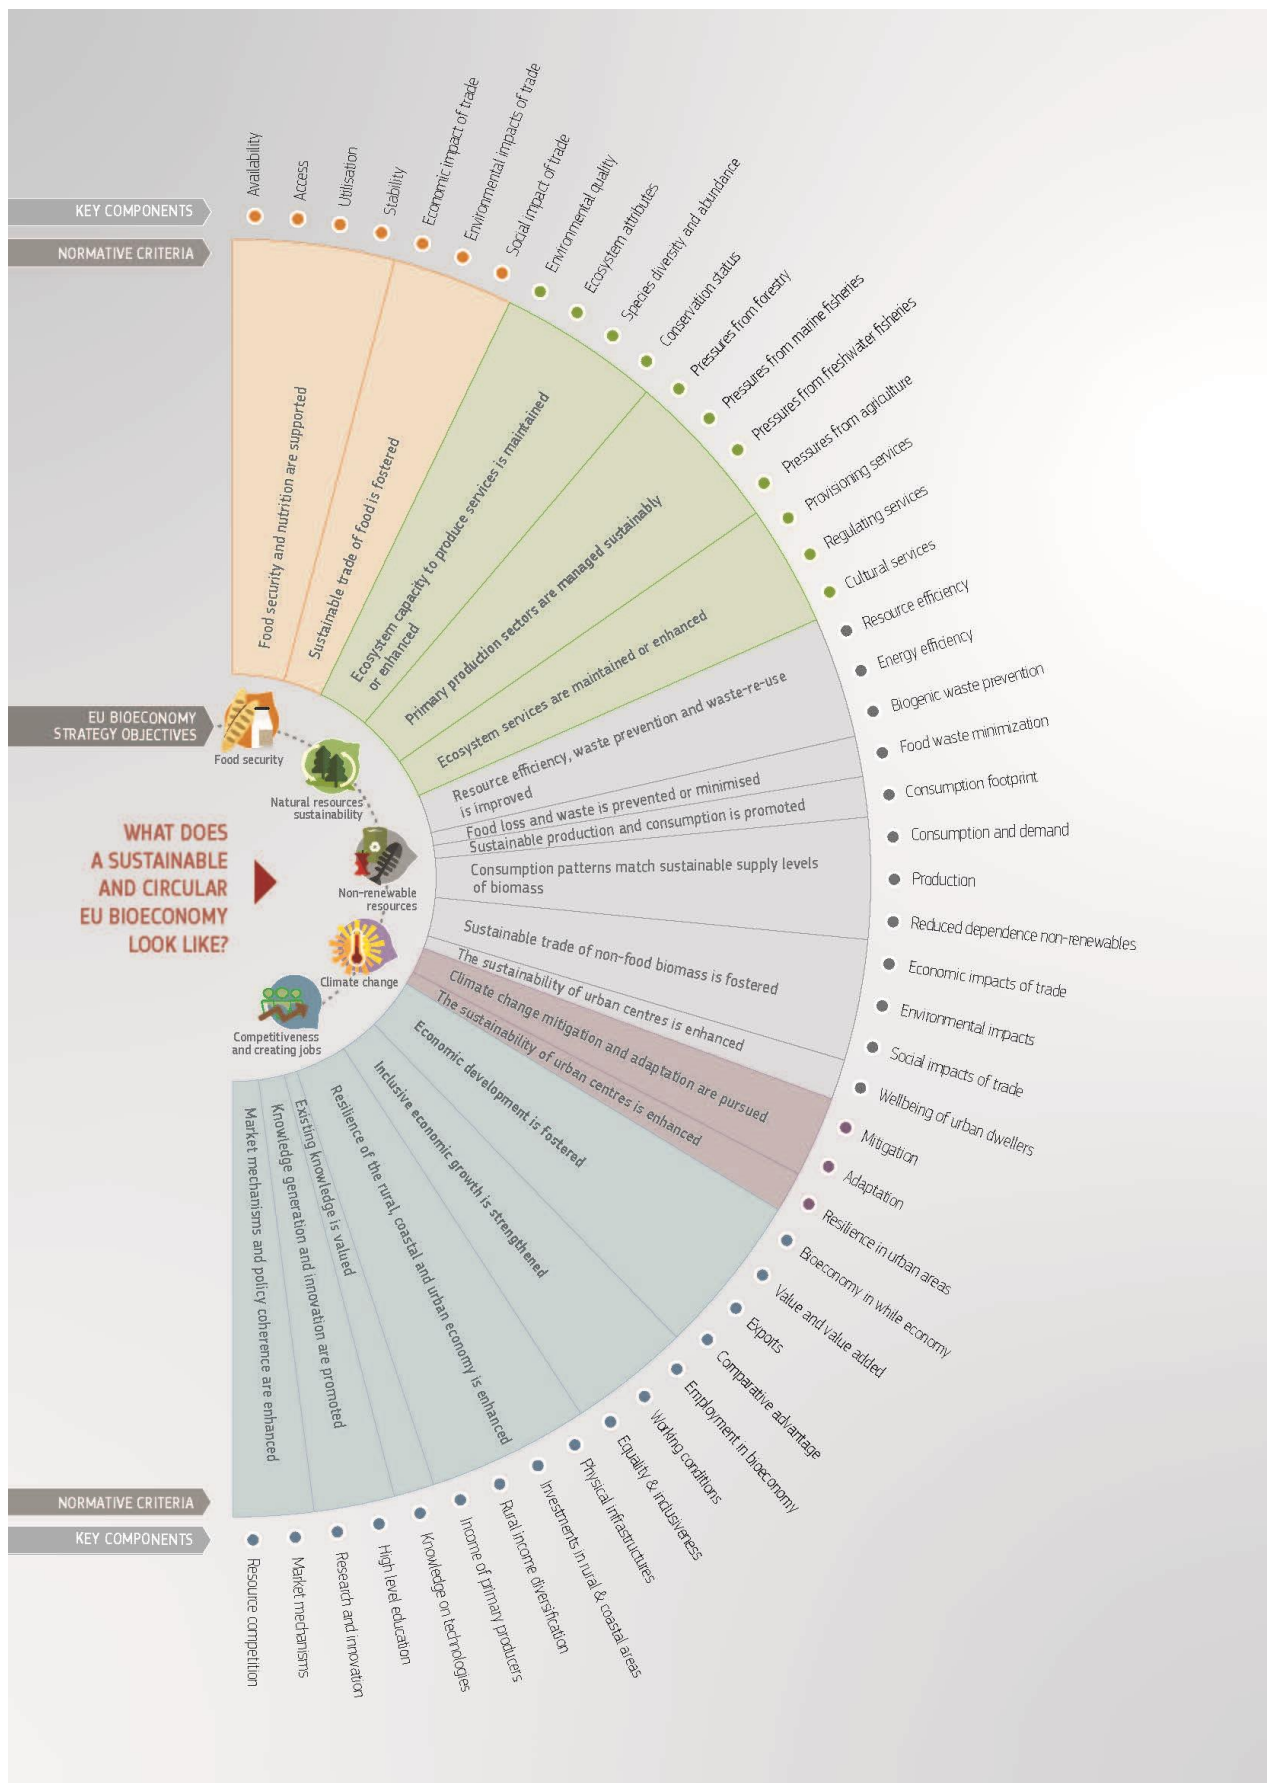 KEY COMPONENTS
NORMATIVE CRITERIA
Availability
Access
Utilisation
Stability
Economic impact of trade
Environmental impacts of trade
Social impact of trade
Environmental quality
Ecosystem attributes
Species diversity and abundance
Conservation status
Pressures from forestry
Pressures from marine fisheries
Pressures from freshwater fisheries
Pressures from agriculture
Provisioning services
Regulating services
Cultural services
Resource efficiency
Energy efficiency
Biogenic waste prevention
Food waste minimization
Consumption footprint
Consumption and demand
Production
Reduced dependence non-renewables
Economic impacts of trade
Environmental impacts
Social impacts of trade
Wellbeing of urban dwellers
Mitigation
Adaptation
Resilience in urban areas
Bioeconomy in while economy
Value and value added
Exports
Comparative advantage
Employment in bioeconomy
Working conditions
Equality & inclusiveness
Physical infrastructures
Investments in rural & coastal areas
Rural income diversification
Income of primary producers
Knowledge on technologies
High level education
Research and innovation
Market mechanisms
Resource competition
Food security and nutrition are supported
Sustainable trade of food is fostered
Ecosystem capacity to produce services is maintained
or enhanced
Primary production sectors are managed sustainably
Ecosystem services are maintained or enhanced
Resource efficiency, waste prevention and waste-re-use
is improved
Food loss and waste is prevented or minimised
Sustainable production and consumption is promoted
Consumption patterns match sustainable supply levels
of biomass
Sustainable trade of non-food biomass is fostered
The sustainability of urban centres is enhanced
Climate change mitigation and adaptation are pursued
The sustainability of urban centres is enhanced
Economic development is fostered
Inclusive economic growth is strengthened
Resilience of the rural, coastal and urban economy is enhanced
Existing knowledge is valued
Knowledge generation and innovation are promoted
Market mechanisms and policy coherence are enhanced
EU BIOECONOMY
STRATEGY OBJECTIVES
Food security
Natural resources
sustainability
Non-renewable
resources
Climate change
Competitiveness
and creating jobs
WHAT DOES
A SUSTAINABLE
AND CIRCULAR
EU BIOECONOMY
LOOK LIKE?
NORMATIVE CRITERIA
KEY COMPONENTS